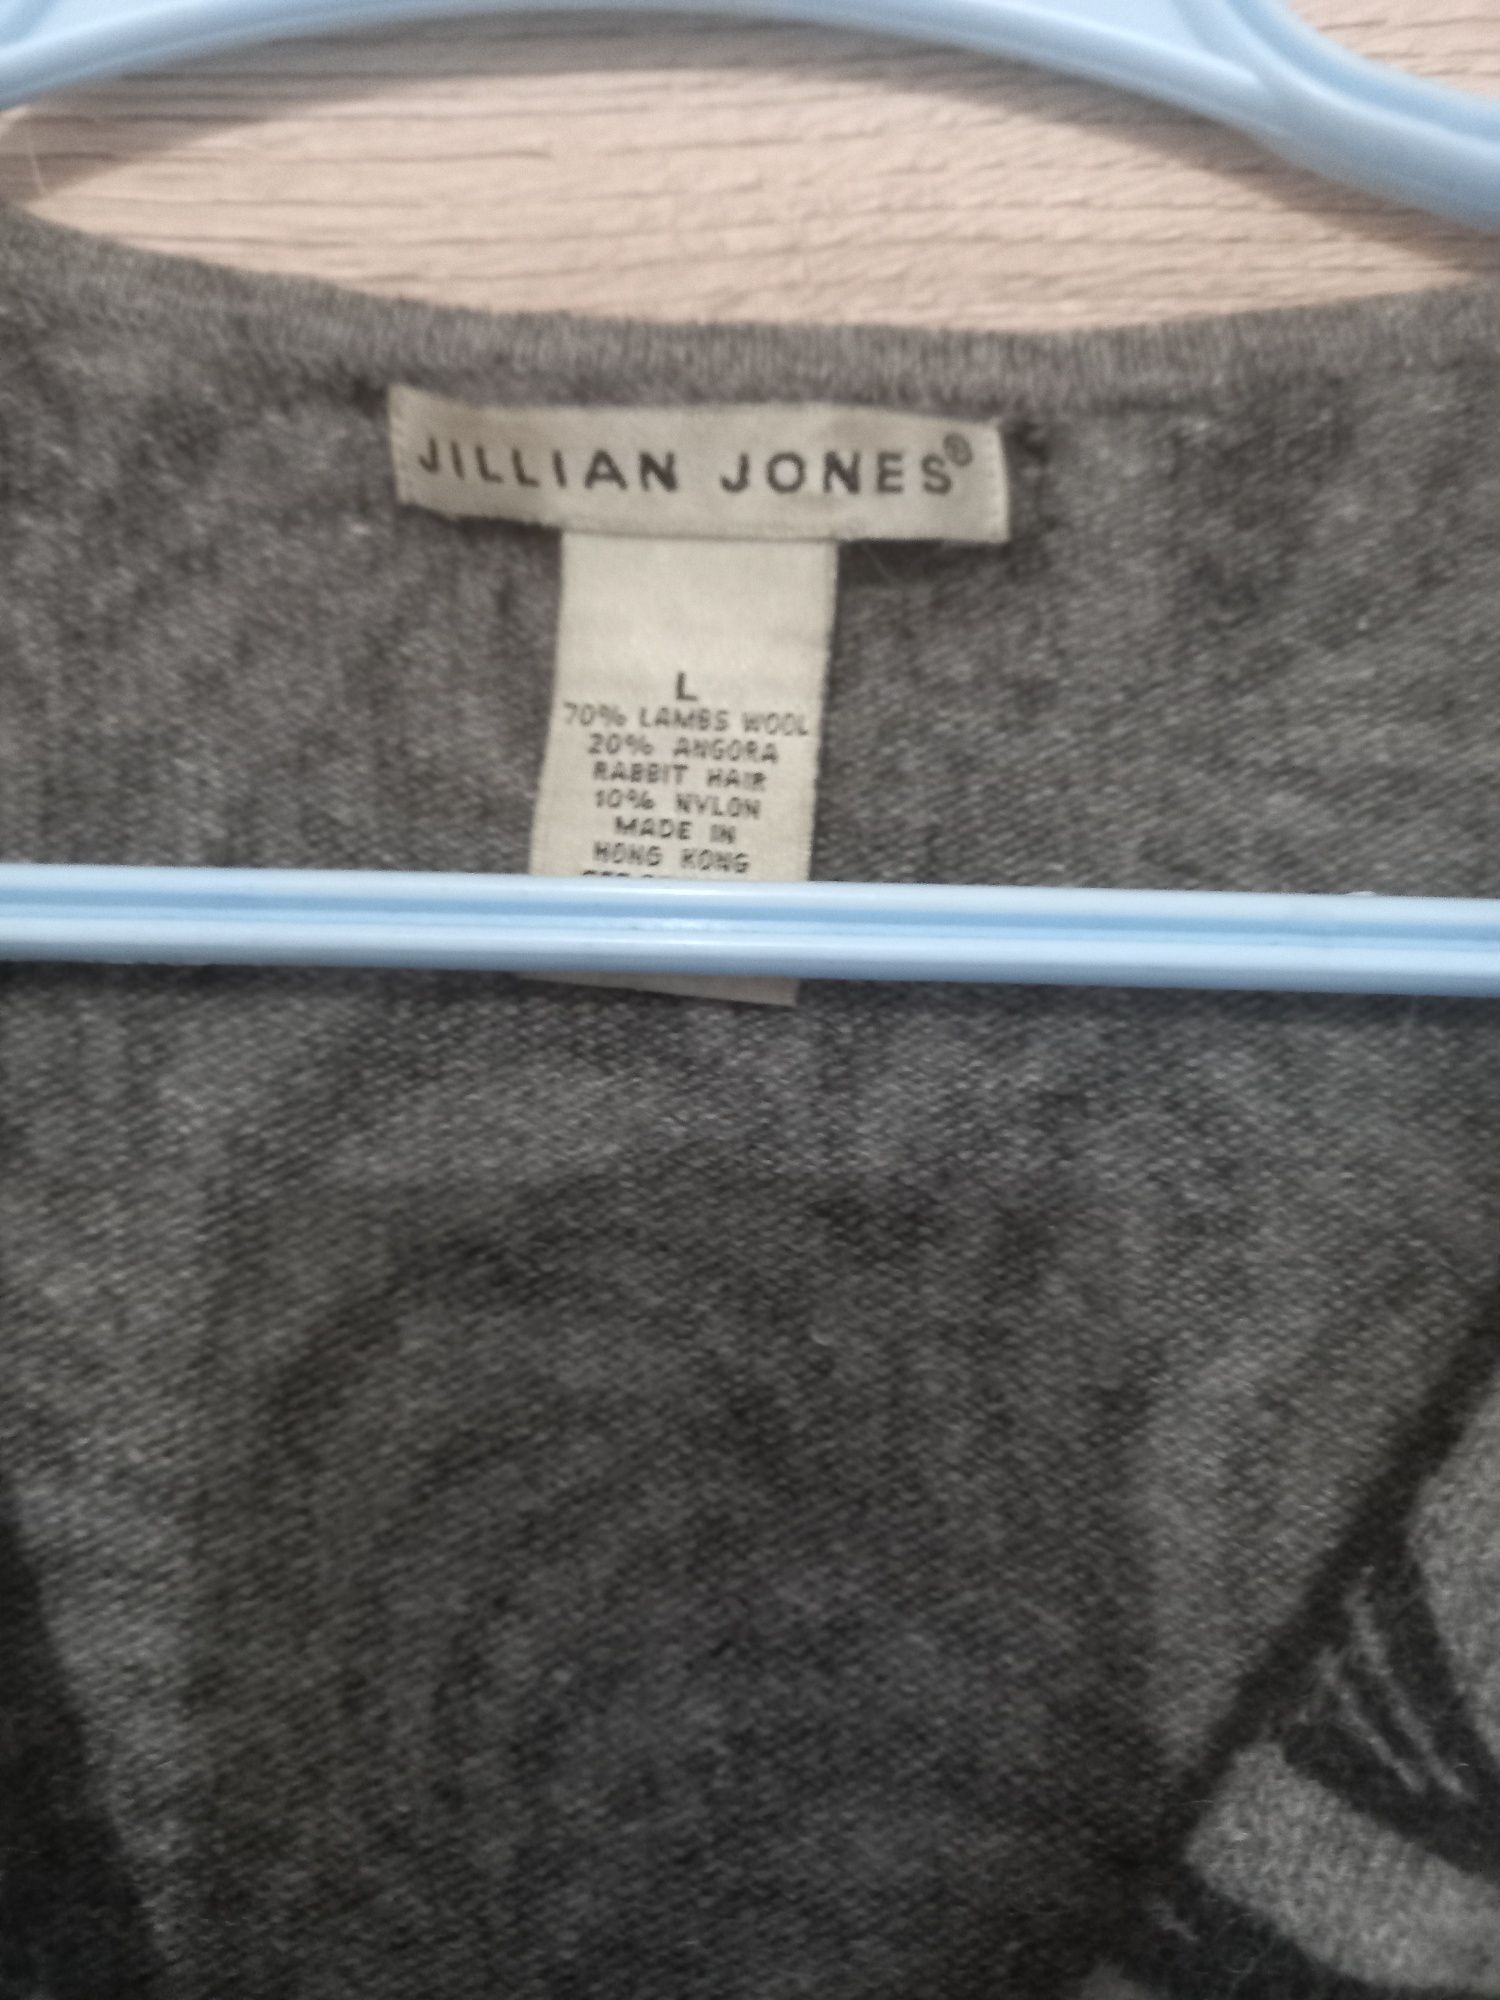 JILLIAN JONES®
L
70% LAMBS WOOL
20% ANGORA
RABBIT HAIR
10% NYLON
MADE IN
HONG KONG